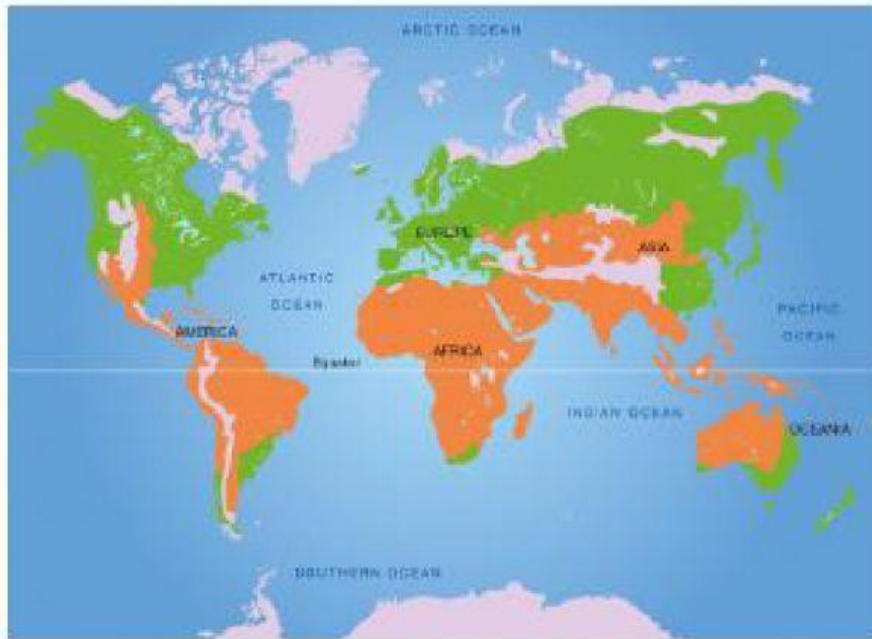 ARCTIC OCEAN
EUROPE
ASIA
ATLANTIC
OCEAN
PACIFIC
OCEAN
AMERICA
AFRICA
Equator
INDIAN OCEAN
OCEANIA
SOUTHERN OCEAN